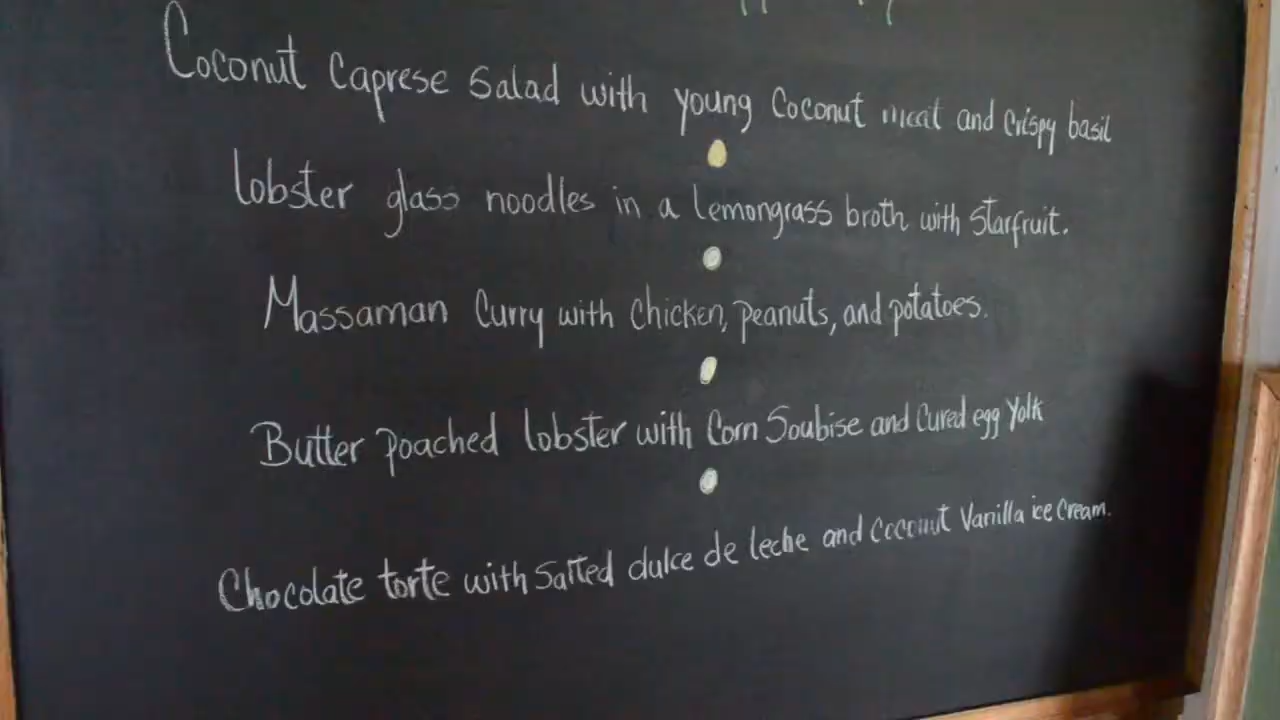 Coconut Caprese Salad with young Coconut meat and Crispy basil
lobster glass noodles in a lemongrass broth with Starfruit.
Massaman Curry with Chicken, peanuts, and potatoes.
Butter poached lobster with Corn Soubise and Cured egg Yolk
Chocolate torte with Salted dulce de leche and Coconut Vanilla ice Cream.